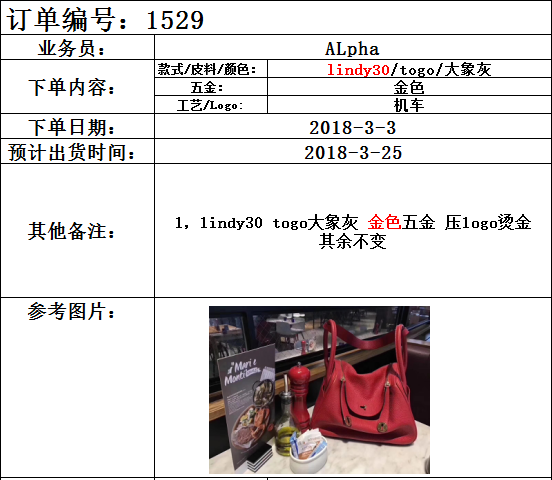 订单编号：1529
业务员： ALpha
下单内容： 款式/皮料/颜色： lindy30/togo/大象灰
五金： 金色
工艺/Logo: 机车
下单日期： 2018-3-3
预计出货时间： 2018-3-25
其他备注： 1，lindy30 togo大象灰 金色五金 压logo烫金
其余不变
参考图片：
Mari e
Monti